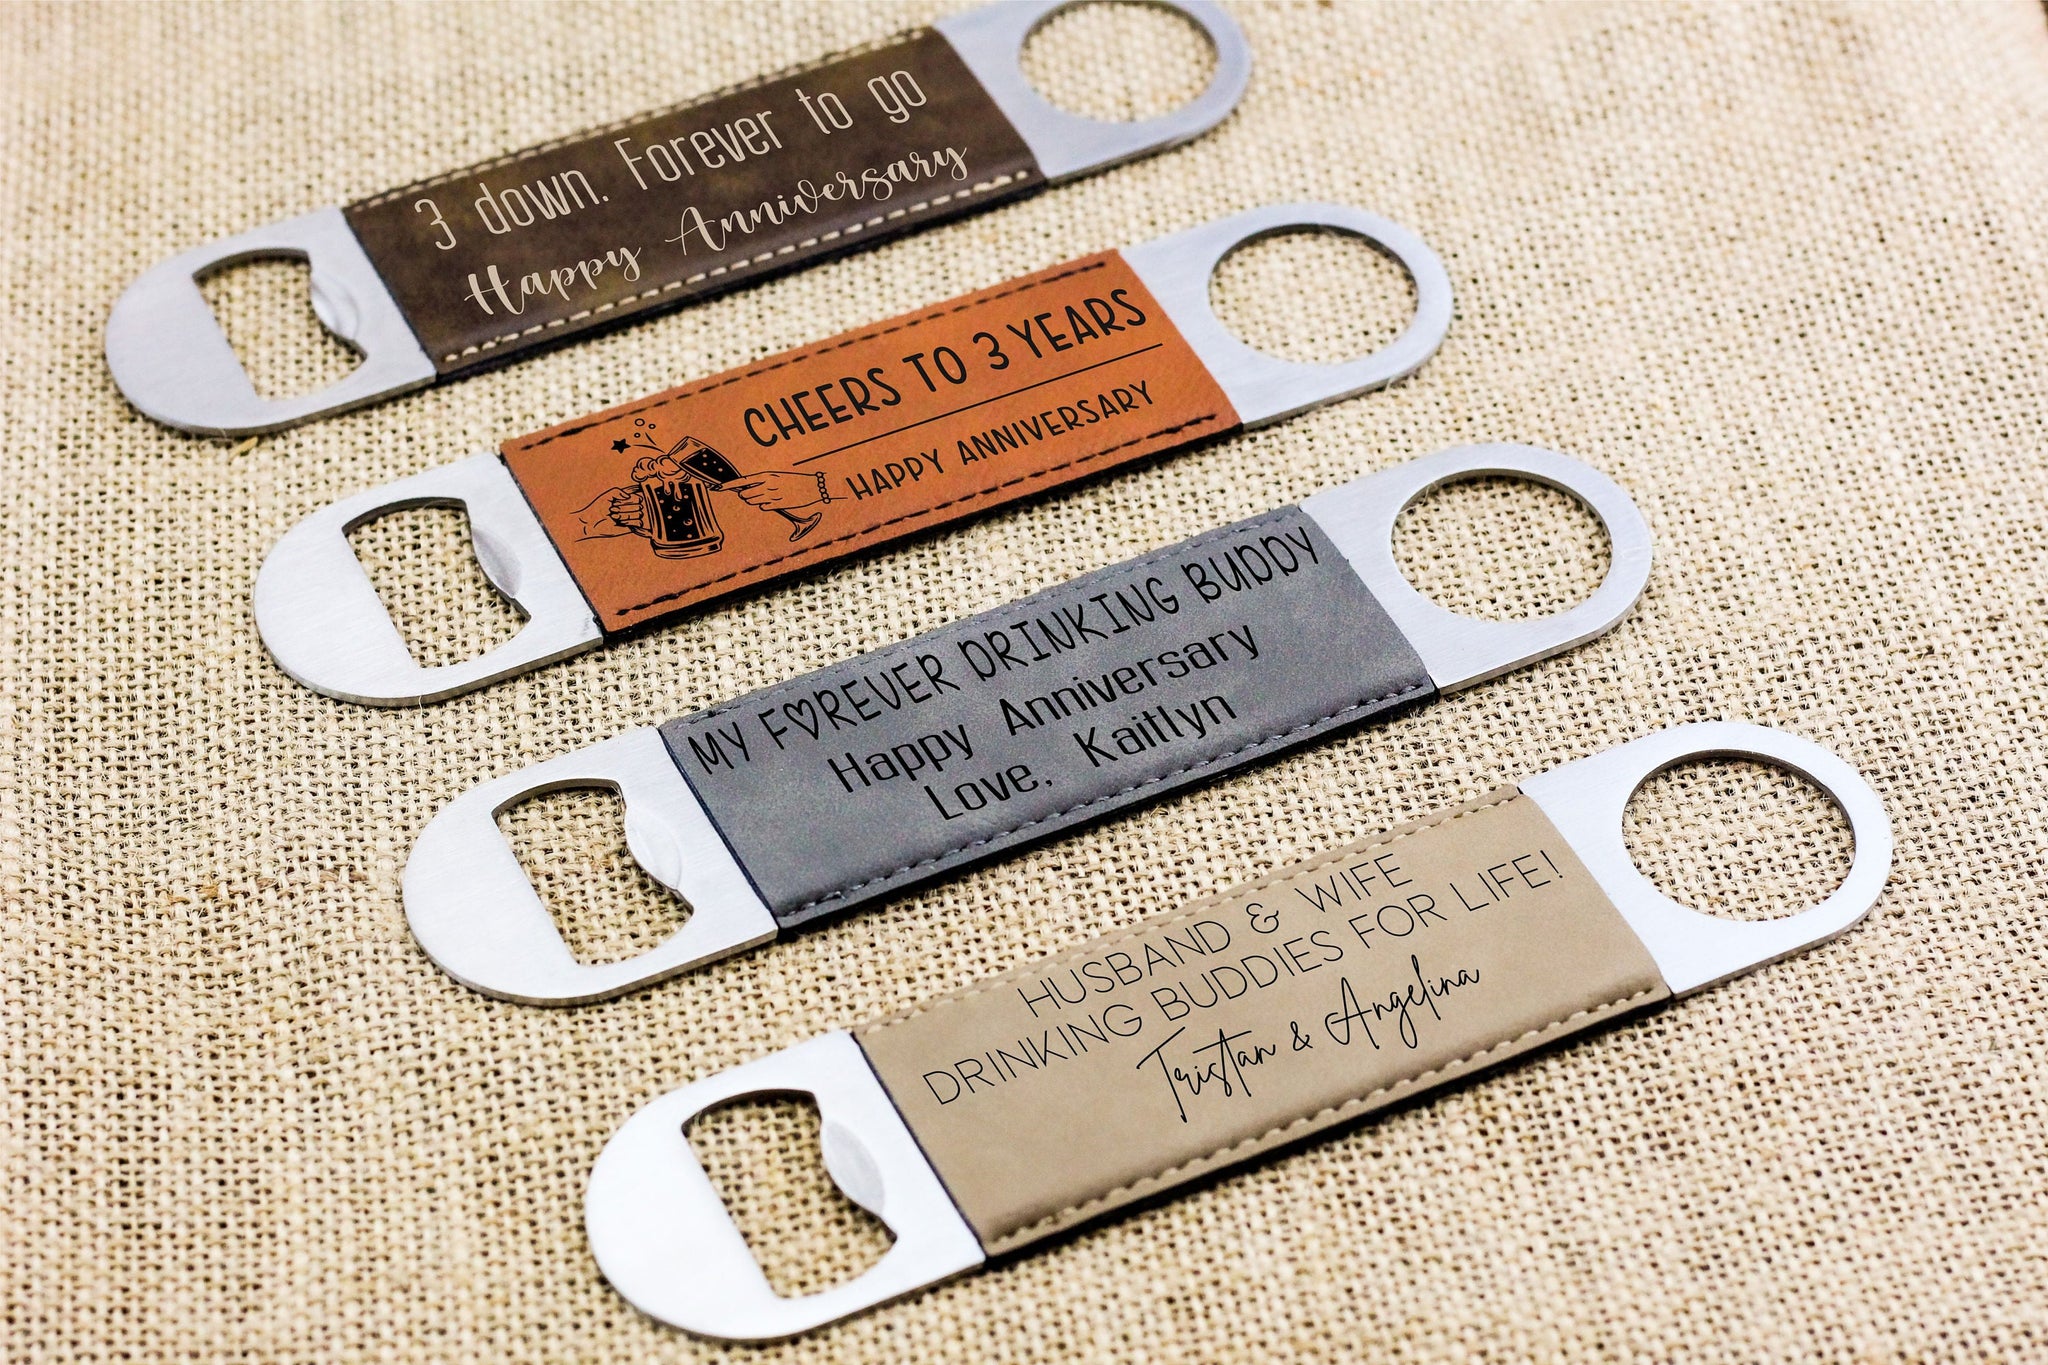 3 down. Forever to go
Happy Anniversary
CHEERS TO 3 YEARS
HAPPY ANNIVERSARY
MY F♡REVER DRINKING BUDDY
Happy Anniversary
Love, Kaitlyn
HUSBAND & WIFE
DRINKING BUDDIES FOR LIFE!
Tristan & Angelina